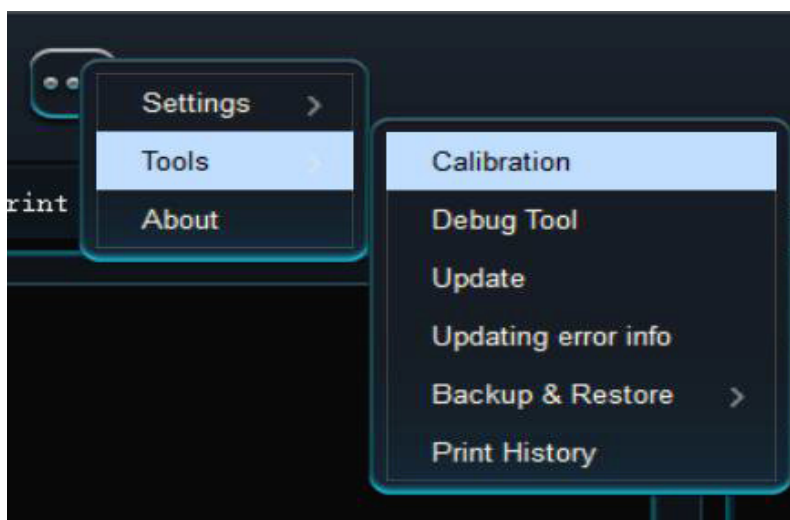 Settings
Tools
About
rint
Calibration
Debug Tool
Update
Updating error info
Backup & Restore
Print History